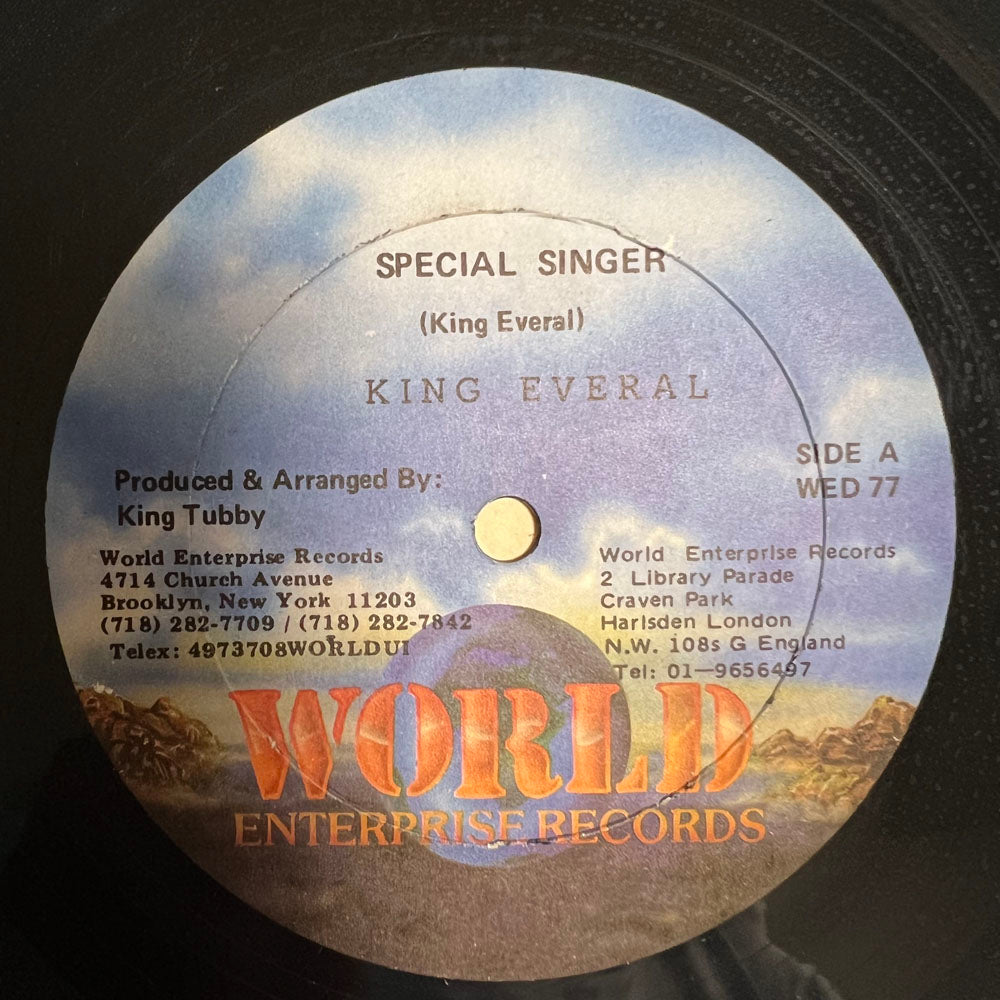 SPECIAL SINGER
(King Everal)
KING EVERAL
SIDE A
WED 77
Produced & Arranged By:
King Tubby
World Enterprise Records
4714 Church Avenue
Brooklyn, New York 11203
(718) 282-7709 / (718) 282-7842
Telex: 4973708WORLDUI
World Enterprise Records
2 Library Parade
Craven Park
Harlsden London
N.W. 108s G England
Tel: 01—9656497
WORLD
ENTERPRISE RECORDS